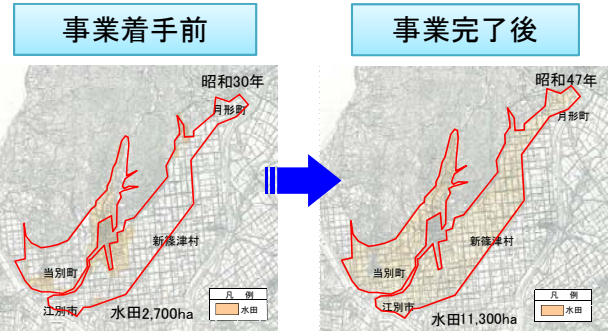 事業着手前
昭和30年
月形町
新篠津村
当別町
江別市
水田2,700ha
凡 例
水田
事業完了後
昭和47年
月形町
新篠津村
当別町
江別市
水田11,300ha
凡 例
水田